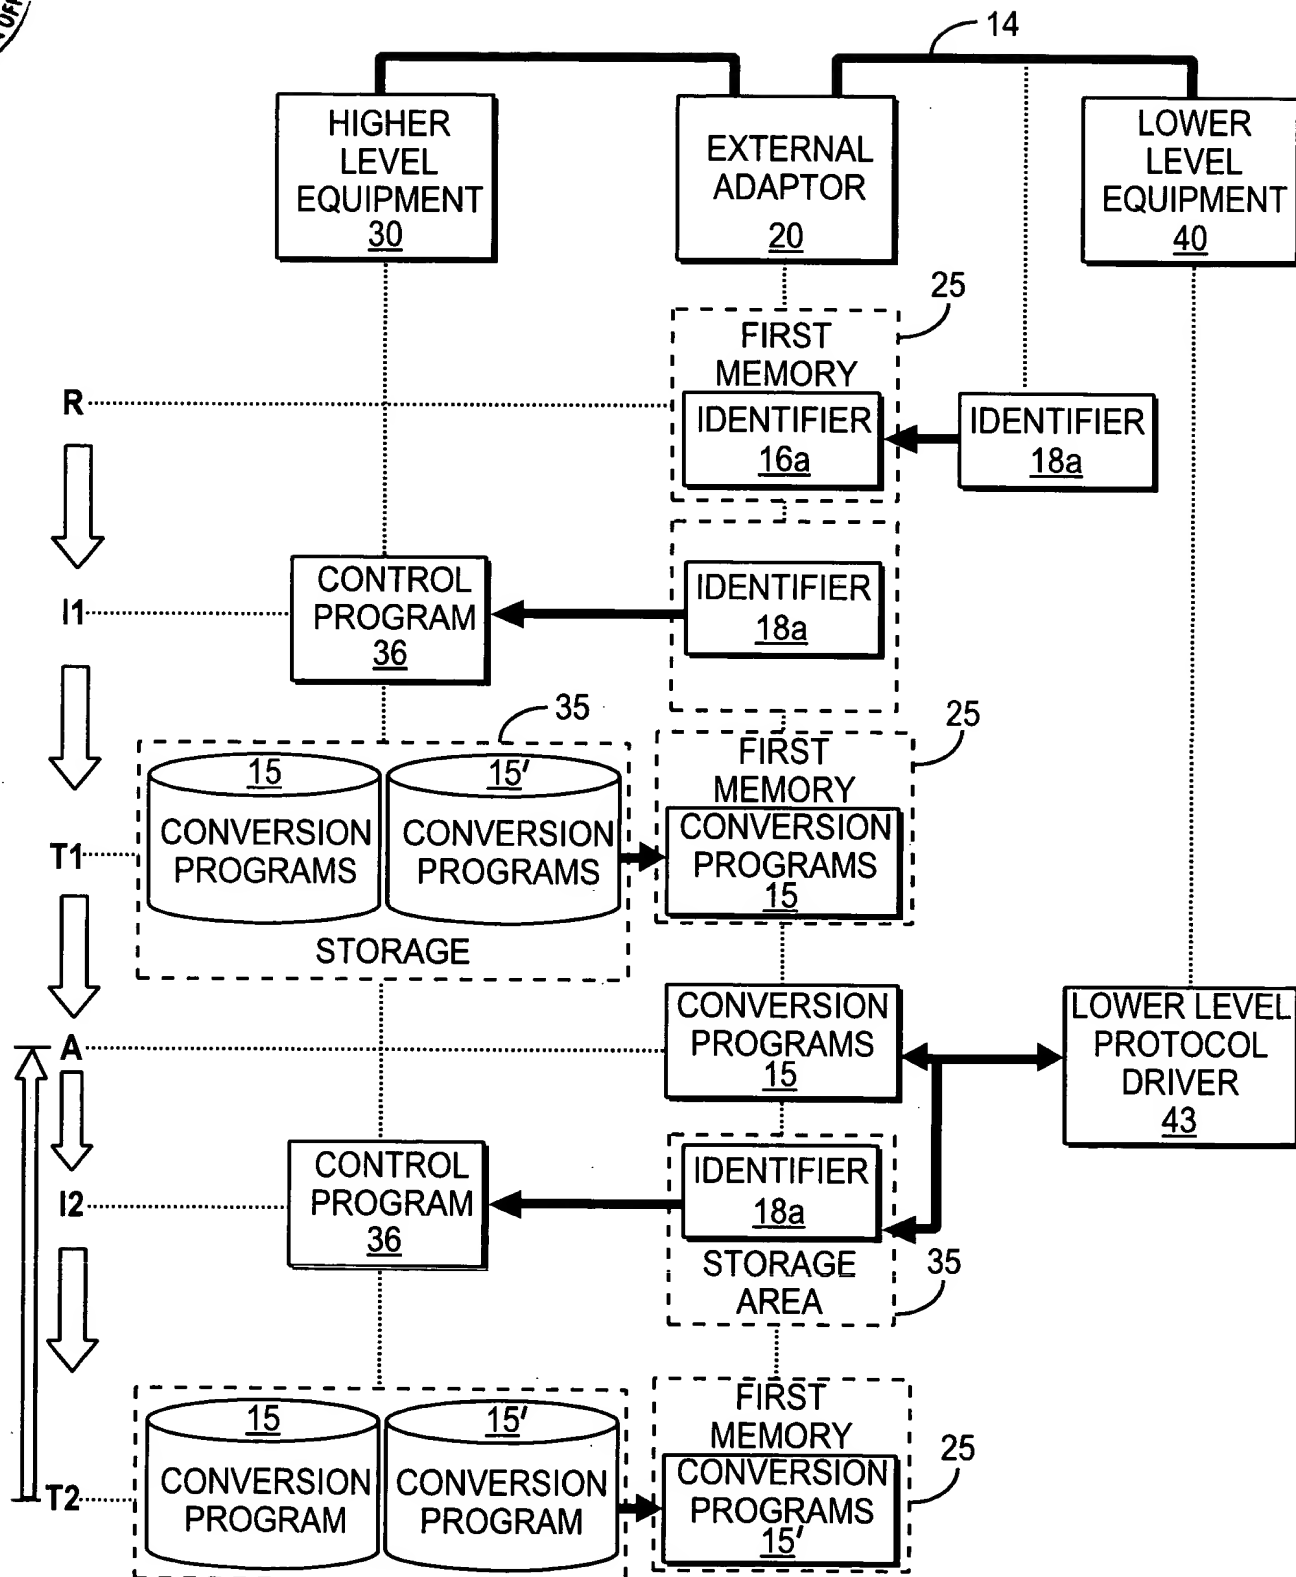 OFF
14
HIGHER
LEVEL
EQUIPMENT
30
EXTERNAL
ADAPTOR
20
LOWER
LEVEL
EQUIPMENT
40
25
FIRST
MEMORY
R
IDENTIFIER
16a
IDENTIFIER
18a
I1
CONTROL
PROGRAM
36
IDENTIFIER
18a
35
25
15
CONVERSION
PROGRAMS
15'
CONVERSION
PROGRAMS
FIRST
MEMORY
CONVERSION
PROGRAMS
15
T1
STORAGE
A
CONVERSION
PROGRAMS
15
LOWER LEVEL
PROTOCOL
DRIVER
43
I2
CONTROL
PROGRAM
36
IDENTIFIER
18a
STORAGE
AREA
35
15
CONVERSION
PROGRAM
15'
CONVERSION
PROGRAM
FIRST
MEMORY
CONVERSION
PROGRAMS
15'
25
T2